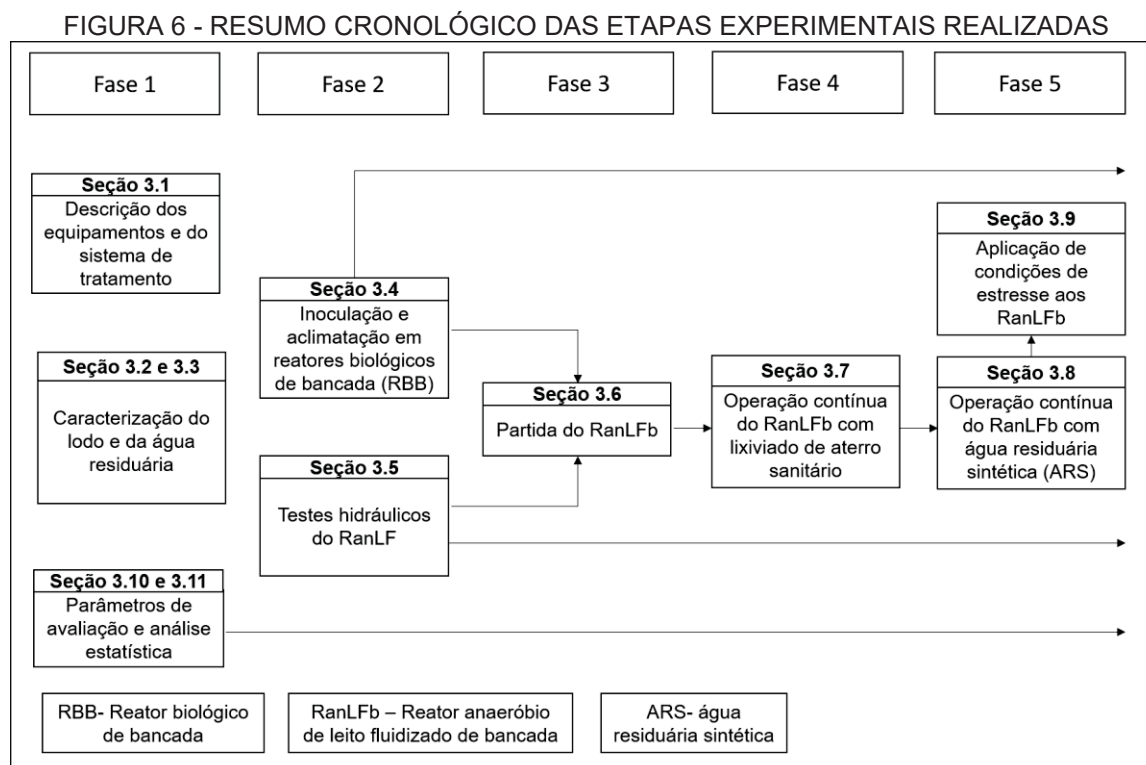 FIGURA 6 - RESUMO CRONOLÓGICO DAS ETAPAS EXPERIMENTAIS REALIZADAS
Fase 1
Fase 2
Fase 3
Fase 4
Fase 5
Seção 3.1
Descrição dos
equipamentos e do
sistema de
tratamento
Seção 3.2 e 3.3
Caracterização do
lodo e da água
residuária
Seção 3.10 e 3.11
Parâmetros de
avaliação e análise
estatística
Seção 3.4
Inoculação e
aclimatação em
reatores biológicos
de bancada (RBB)
Seção 3.5
Testes hidráulicos
do RanLF
Seção 3.6
Partida do RanLFb
Seção 3.7
Operação contínua
do RanLFb com
lixiviado de aterro
sanitário
Seção 3.9
Aplicação de
condições de
estresse aos
RanLFb
Seção 3.8
Operação contínua
do RanLFb com
água residuária
sintética (ARS)
RBB- Reator biológico
de bancada
RanLFb – Reator anaeróbio
de leito fluidizado de bancada
ARS- água
residuária sintética